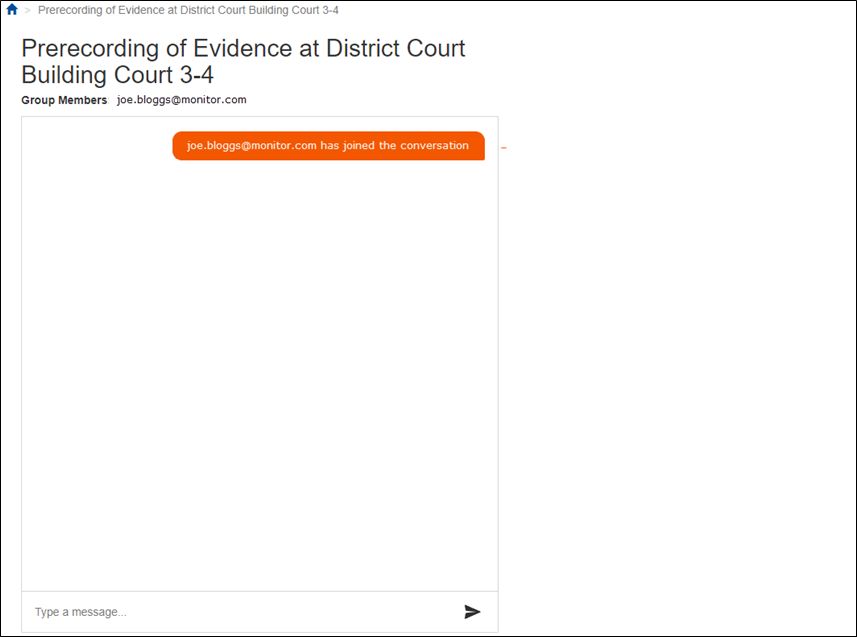 > Prerecording of Evidence at District Court Building Court 3-4
Prerecording of Evidence at District Court
Building Court 3-4
Group Members joe.bloggs@monitor.com
joe.bloggs@monitor.com has joined the conversation
Type a message...